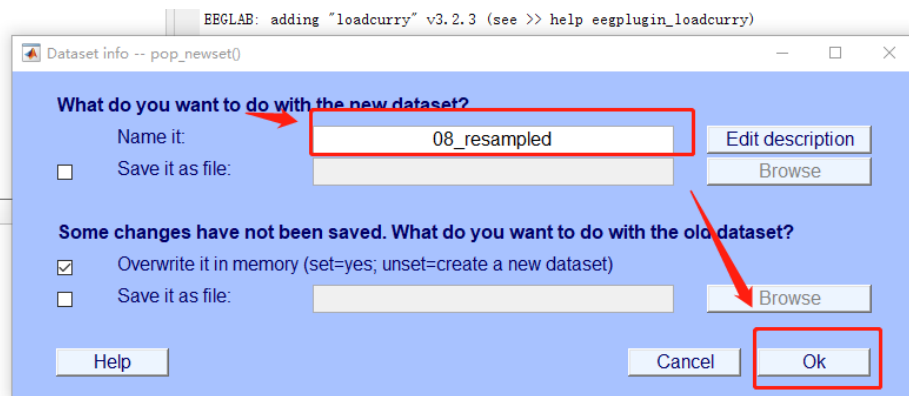 EEGLAB: adding "loadcurry" v3.2.3 (see >> help eegplugin_loadcurry)
Dataset info -- pop_newset()
What do you want to do with the new dataset?
Name it: 08_resampled Edit description
Save it as file: Browse
Some changes have not been saved. What do you want to do with the old dataset?
Overwrite it in memory (set=yes; unset=create a new dataset)
Save it as file: Browse
Help Cancel Ok